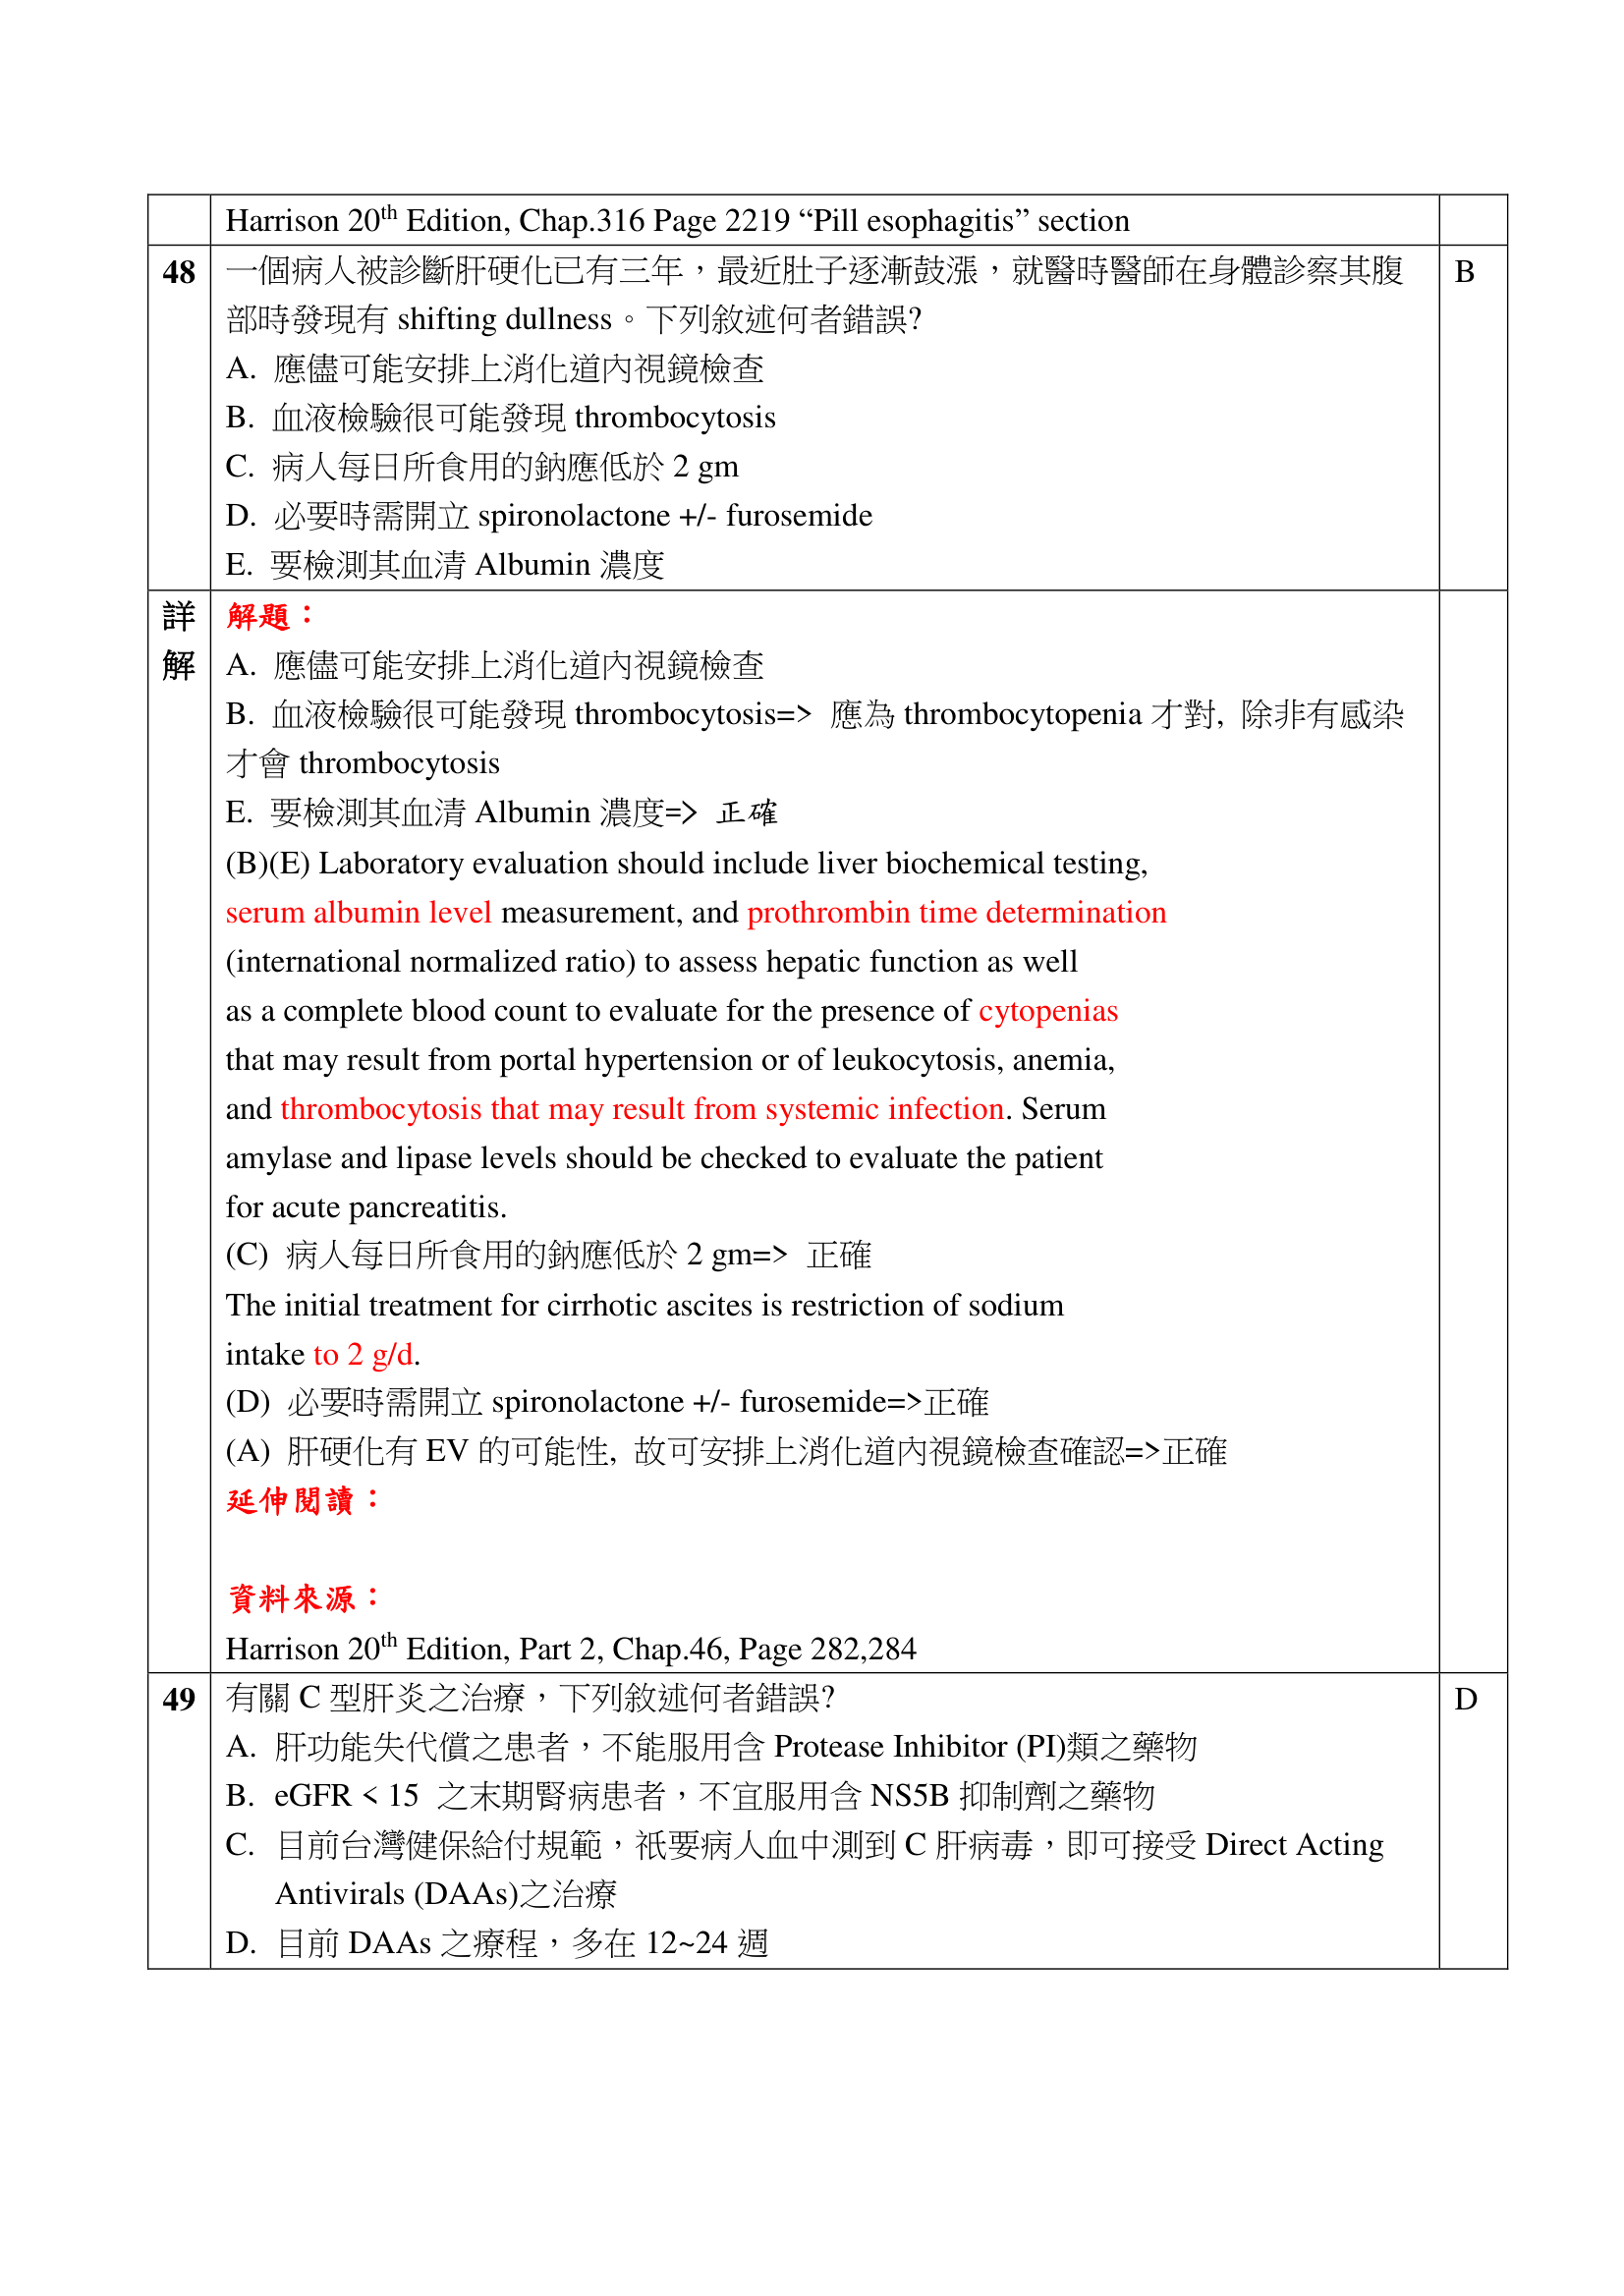 Harrison 20th Edition, Chap.316 Page 2219 “Pill esophagitis” section
48 一個病人被診斷肝硬化已有三年，最近肚子逐漸鼓漲，就醫時醫師在身體診察其腹 B
部時發現有 shifting dullness。下列敘述何者錯誤?
A. 應儘可能安排上消化道內視鏡檢查
B. 血液檢驗很可能發現 thrombocytosis
C. 病人每日所食用的鈉應低於 2 gm
D. 必要時需開立 spironolactone +/- furosemide
E. 要檢測其血清 Albumin 濃度
詳解 解題：
A. 應儘可能安排上消化道內視鏡檢查
B. 血液檢驗很可能發現 thrombocytosis=> 應為 thrombocytopenia 才對, 除非有感染
才會 thrombocytosis
E. 要檢測其血清 Albumin 濃度=> 正確
(B)(E) Laboratory evaluation should include liver biochemical testing,
serum albumin level measurement, and prothrombin time determination
(international normalized ratio) to assess hepatic function as well
as a complete blood count to evaluate for the presence of cytopenias
that may result from portal hypertension or of leukocytosis, anemia,
and thrombocytosis that may result from systemic infection. Serum
amylase and lipase levels should be checked to evaluate the patient
for acute pancreatitis.
(C) 病人每日所食用的鈉應低於 2 gm=> 正確
The initial treatment for cirrhotic ascites is restriction of sodium
intake to 2 g/d.
(D) 必要時需開立 spironolactone +/- furosemide=>正確
(A) 肝硬化有 EV 的可能性, 故可安排上消化道內視鏡檢查確認=>正確
延伸閱讀：
資料來源：
Harrison 20th Edition, Part 2, Chap.46, Page 282,284
49 有關 C 型肝炎之治療，下列敘述何者錯誤? D
A. 肝功能失代償之患者，不能服用含 Protease Inhibitor (PI)類之藥物
B. eGFR < 15 之末期腎病患者，不宜服用含 NS5B 抑制劑之藥物
C. 目前台灣健保給付規範，祇要病人血中測到 C 肝病毒，即可接受 Direct Acting
Antivirals (DAAs)之治療
D. 目前 DAAs 之療程，多在 12~24 週